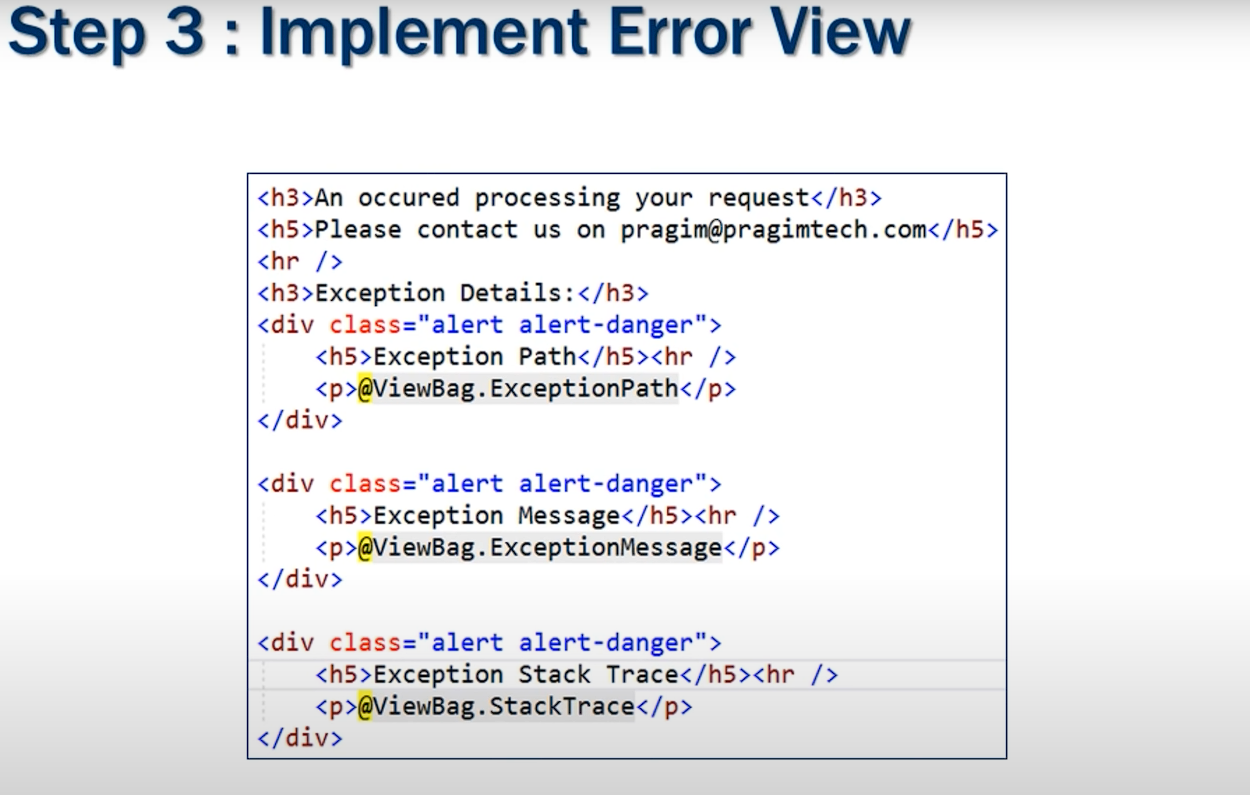 Step 3 : Implement Error View
<h3>An occured processing your request</h3>
<h5>Please contact us on pragim@pragimtech.com</h5>
<hr />
<h3>Exception Details:</h3>
<div class="alert alert-danger">
<h5>Exception Path</h5><hr />
<p>@ViewBag.ExceptionPath</p>
</div>
<div class="alert alert-danger">
<h5>Exception Message</h5><hr />
<p>@ViewBag.ExceptionMessage</p>
</div>
<div class="alert alert-danger">
<h5>Exception Stack Trace</h5><hr />
<p>@ViewBag.StackTrace</p>
</div>